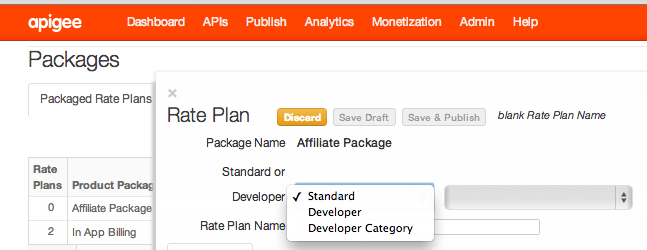 apigee Dashboard APIs Publish Analytics Monetization Admin Help
Packages
Packaged Rate Plans
×
Rate Plan Discard Save Draft Save & Publish blank Rate Plan Name
Package Name Affiliate Package
Standard or
Developer ✓ Standard
Developer
Developer Category
Rate Plan Name
Rate
Plans Product Packag
0 Affiliate Package
2 In App Billing